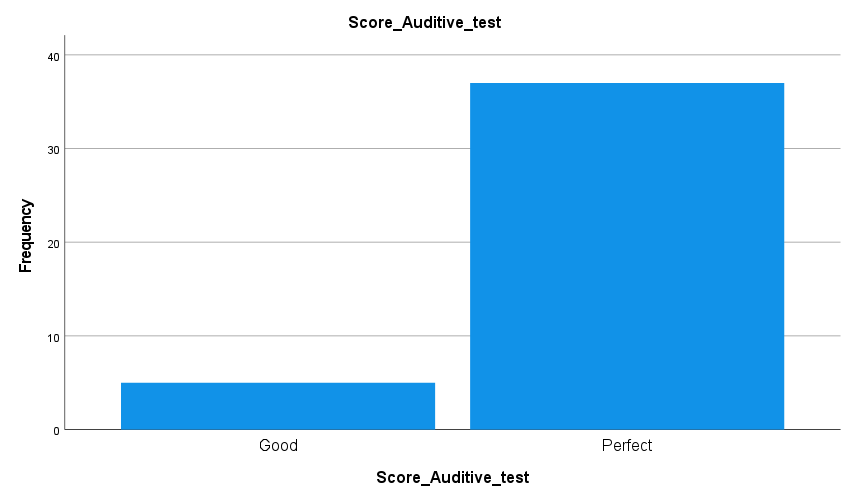 Score_Auditive_test
40
30
20
10
0
Frequency
Good Perfect
Score_Auditive_test